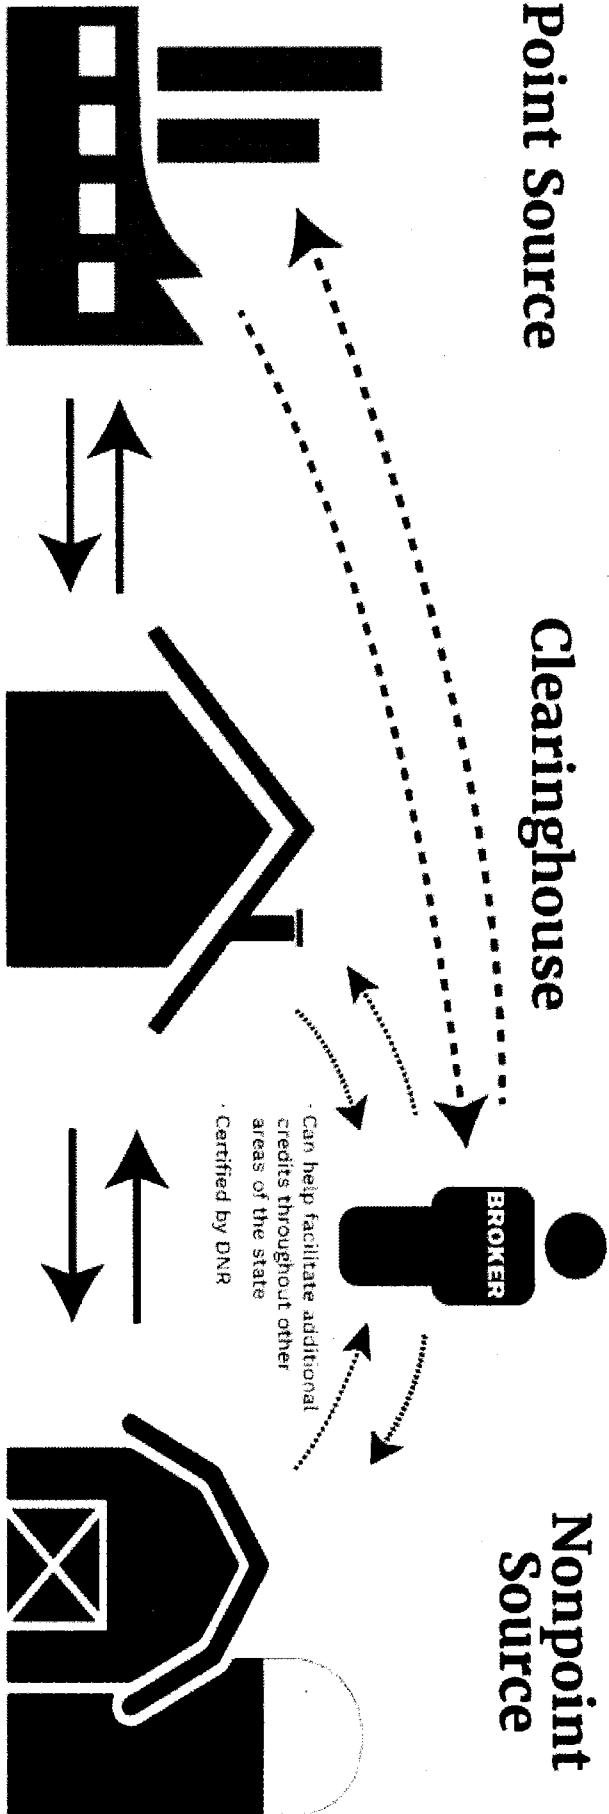 Point Source
Clearinghouse
Nonpoint
Source
BROKER
· Can help facilitate additional
credits throughout other
areas of the state
· Certified by DNR